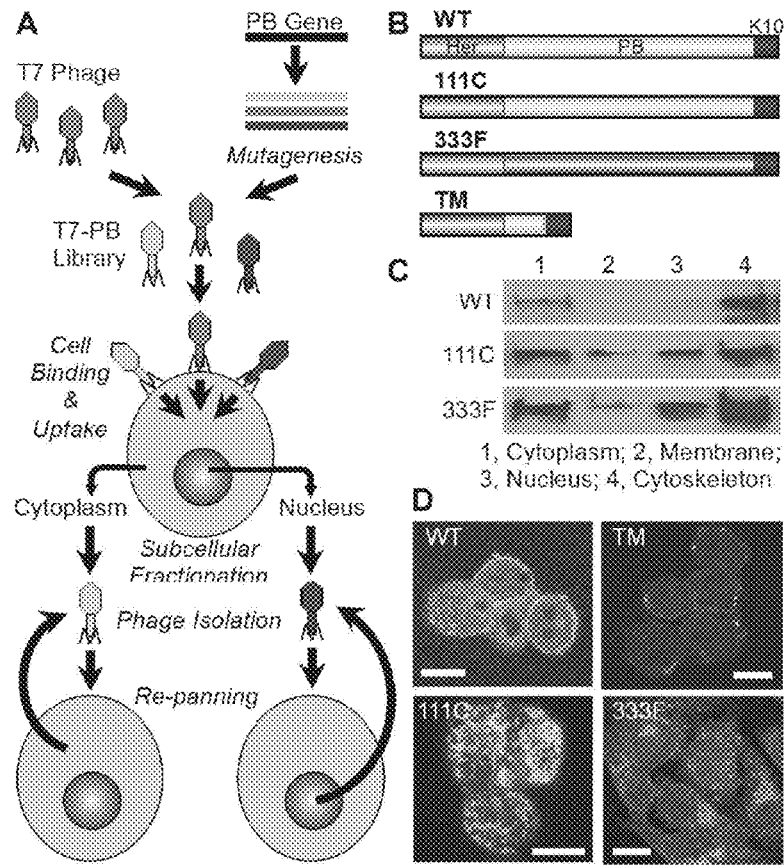 A
PB Gene
T7 Phage
Mutagenesis
T7-PB
Library
Cell
Binding
&
Uptake
Cytoplasm
Nucleus
Subcellular
Fractionation
Phage Isolation
Re-panning
B
WT
K10
Her
PB
111C
333F
TM
C
1 2 3 4
WT
111C
333F
1, Cytoplasm; 2, Membrane;
3, Nucleus; 4, Cytoskeleton
D
WT
TM
111C
333F